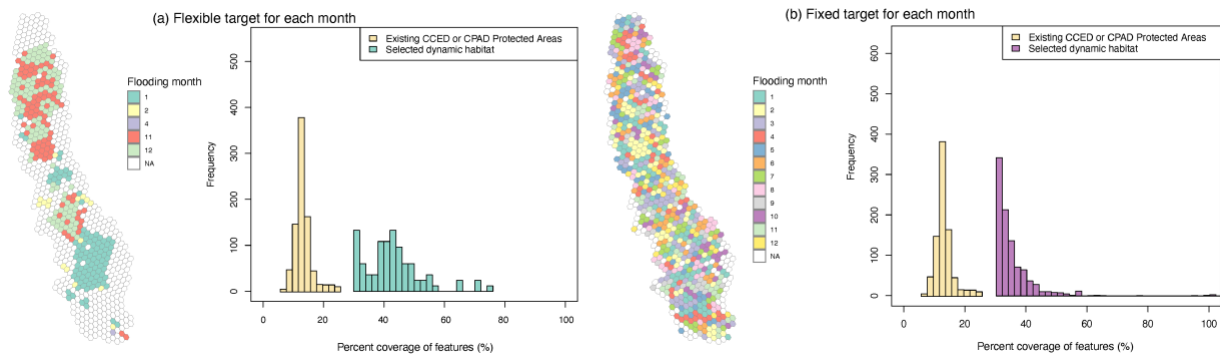 (a) Flexible target for each month
Existing CCED or CPAD Protected Areas
Selected dynamic habitat
Flooding month
1
2
4
11
12
NA
Frequency
500
400
300
200
100
0
0 20 40 60 80 100
Percent coverage of features (%)
(b) Fixed target for each month
Existing CCED or CPAD Protected Areas
Selected dynamic habitat
Flooding month
1
2
3
4
5
6
7
8
9
10
11
12
NA
Frequency
600
500
400
300
200
100
0
0 20 40 60 80 100
Percent coverage of features (%)